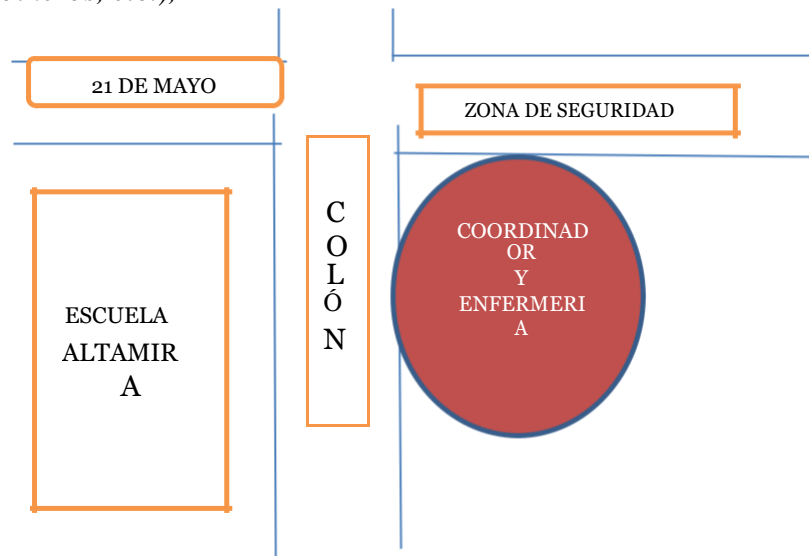 21 DE MAYO
ZONA DE SEGURIDAD
C
O
L
Ó
N
COORDINAD
OR
Y
ENFERMERI
A
ESCUELA
ALTAMIR
A